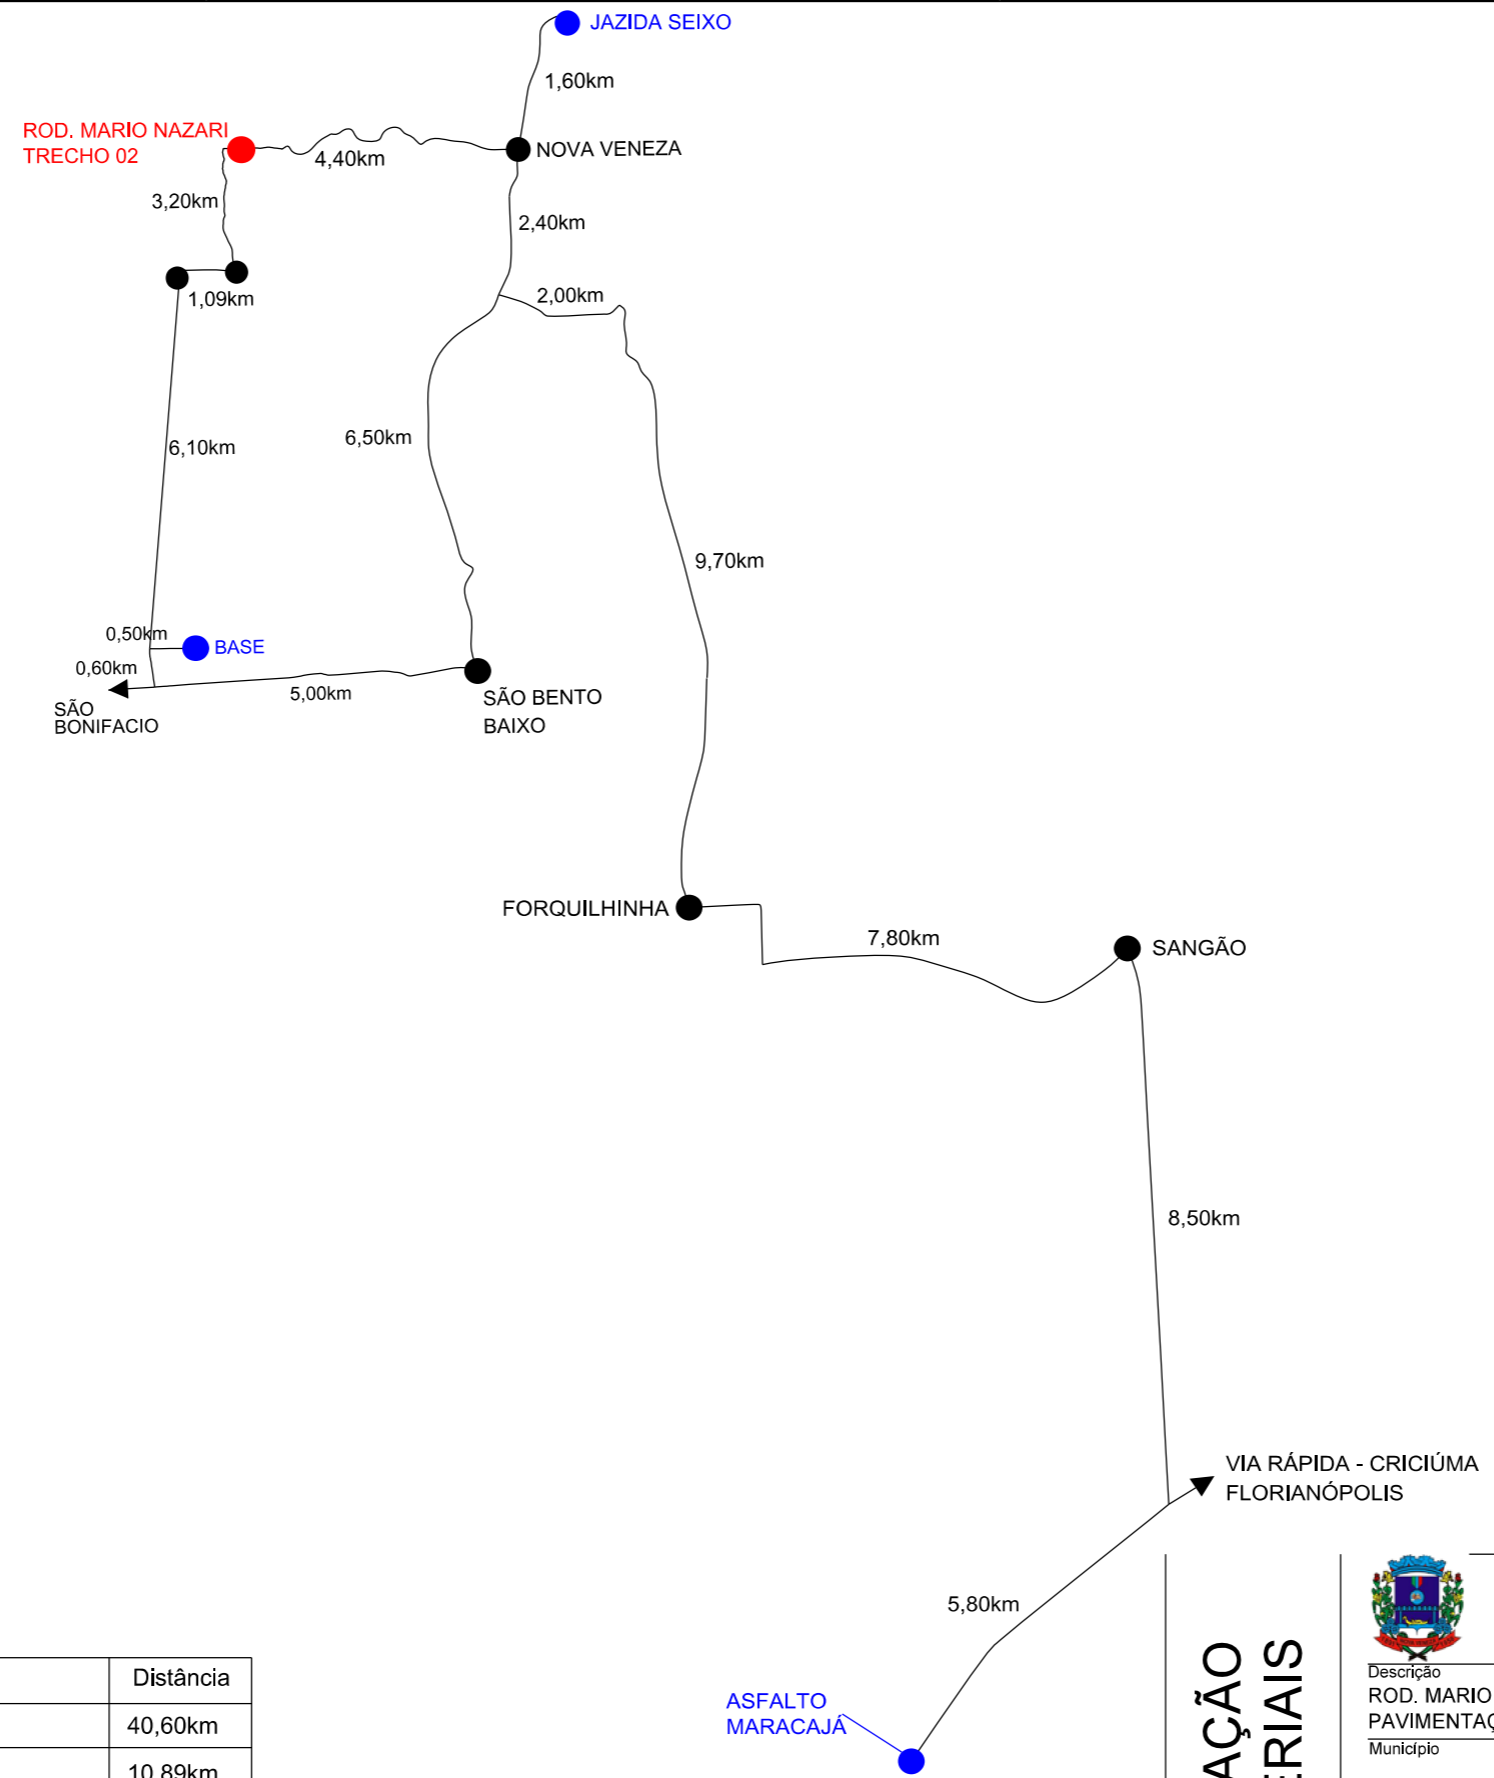 JAZIDA SEIXO
1,60km
ROD. MARIO NAZARI
TRECHO 02
4,40km
NOVA VENEZA
3,20km
2,40km
1,09km
2,00km
6,10km
6,50km
9,70km
0,50km
BASE
0,60km
5,00km
SÃO
BONIFACIO
SÃO BENTO
BAIXO
FORQUILHINHA
7,80km
SANGÃO
8,50km
VIA RÁPIDA - CRICIÚMA
FLORIANÓPOLIS
5,80km
ASFALTO
MARACAJÁ
Distância
40,60km
10,89km
AÇÃO
ERIAIS
Descrição
ROD. MARIO
PAVIMENTAÇ
Município